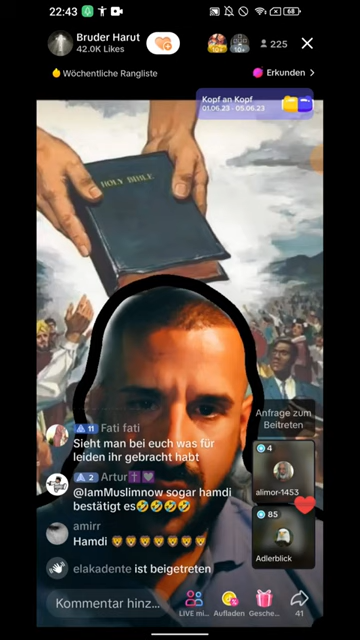 22:43
68
Bruder Harut
42.0K Likes
10+
10+
225
Wöchentliche Rangliste
Erkunden
Kopf an Kopf
01.06.23 - 05.06.23
HOLY BIBLE
Anfrage zum
Beitreten
11 Fati fati
Sieht man bei euch was für
leiden ihr gebracht habt
2 Artur
@IamMuslimnow sogar hamdi
bestätigt es🤣🤣🤣🤣
amirr
Hamdi 🦁🦁🦁🦁🦁🦁🦁
elakadente ist beigetreten
4
alimor-1453
85
Adlerblick
Kommentar hinz...
LIVE mi...
Aufladen
Gesche...
41